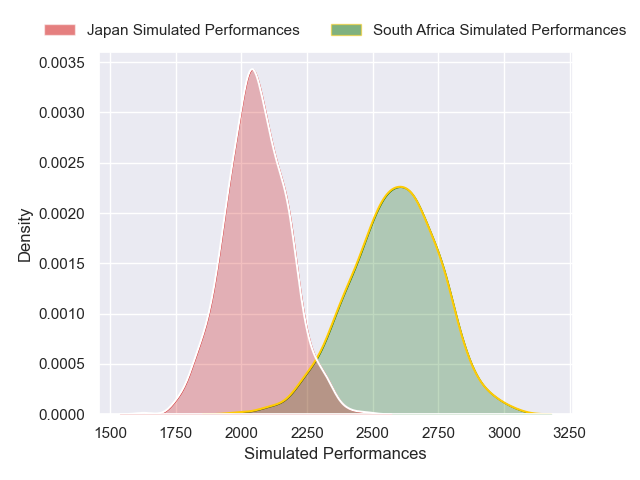 Japan Simulated Performances South Africa Simulated Performances
0.0035
0.0030
0.0025
0.0020
0.0015
0.0010
0.0005
0.0000
Density
1500 1750 2000 2250 2500 2750 3000 3250
Simulated Performances